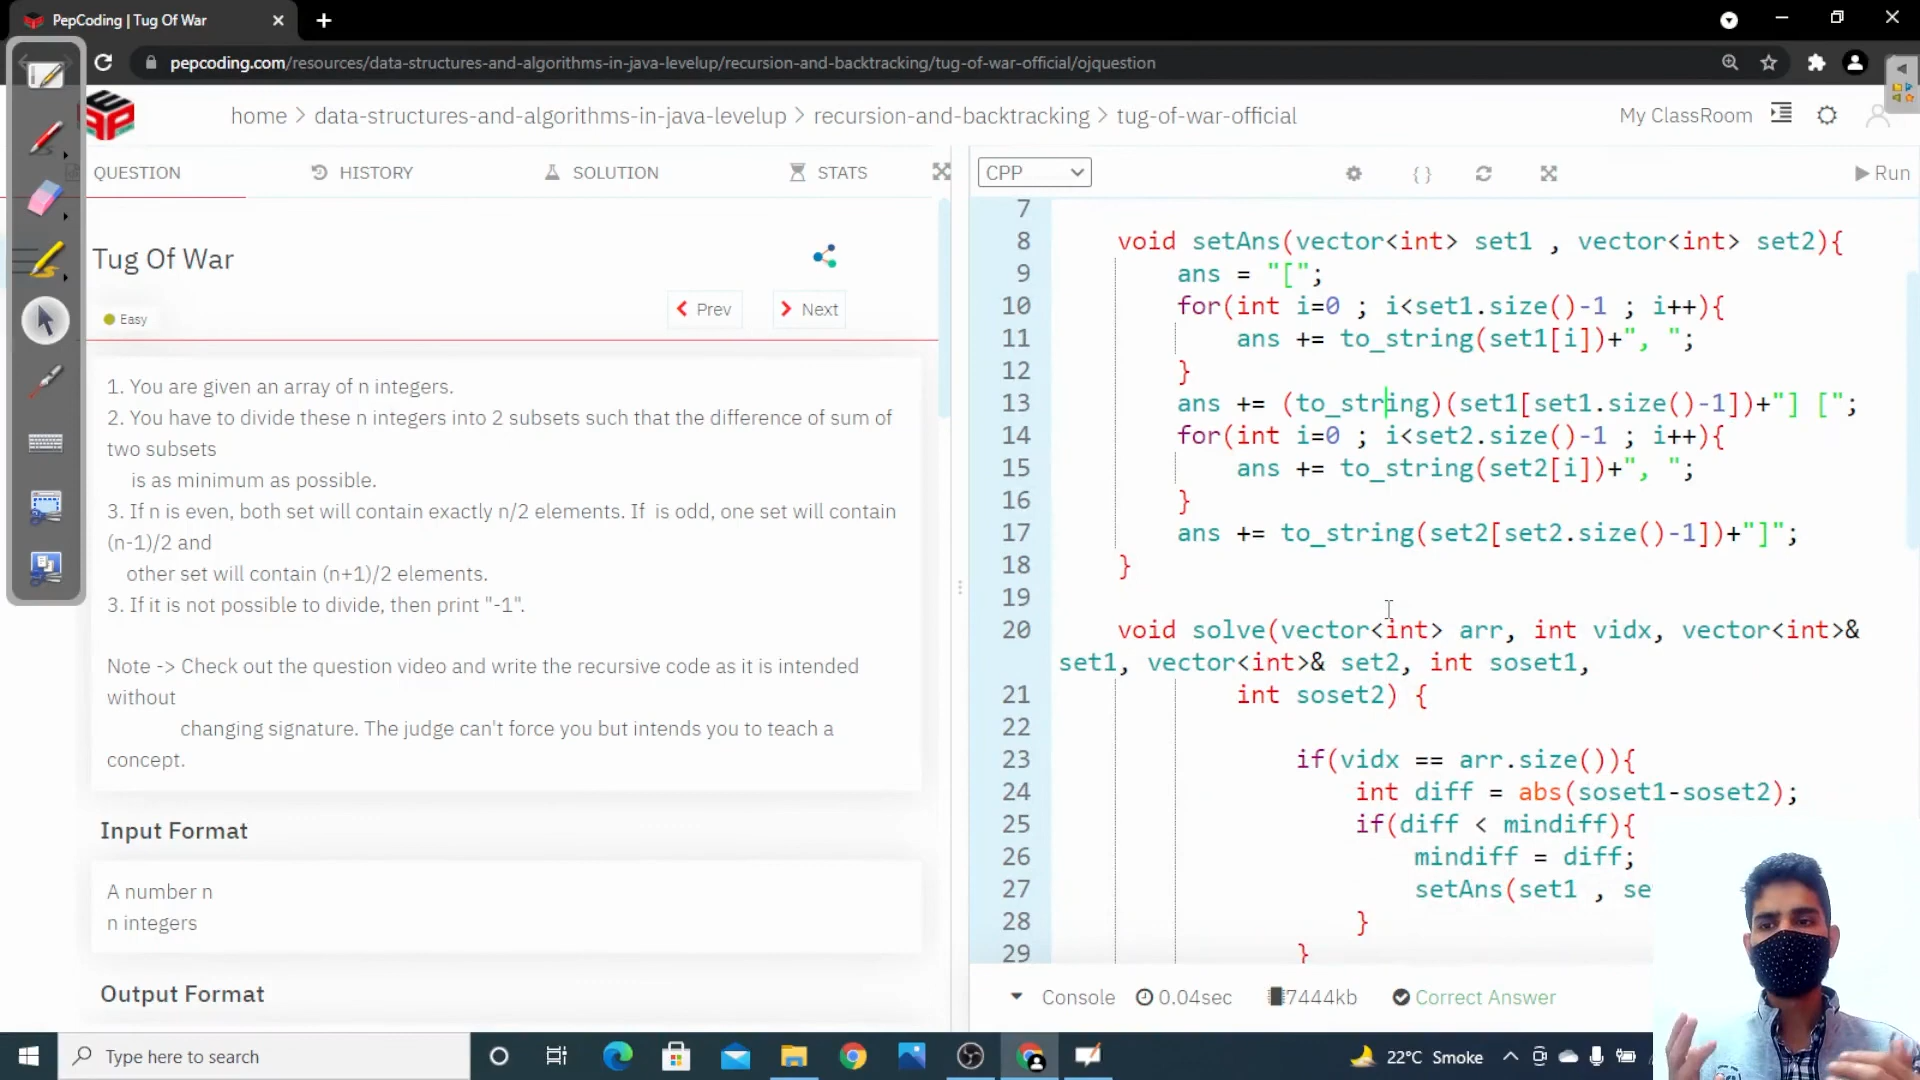 PepCoding | Tug Of War
pepcoding.com/resources/data-structures-and-algorithms-in-java-levelup/recursion-and-backtracking/tug-of-war-official/ojquestion
home > data-structures-and-algorithms-in-java-levelup > recursion-and-backtracking > tug-of-war-official
My ClassRoom
QUESTION HISTORY SOLUTION STATS
CPP
{ }
Run
Tug Of War
Prev Next
Easy
1. You are given an array of n integers.
2. You have to divide these n integers into 2 subsets such that the difference of sum of
two subsets
is as minimum as possible.
3. If n is even, both set will contain exactly n/2 elements. If  is odd, one set will contain
(n-1)/2 and
other set will contain (n+1)/2 elements.
3. If it is not possible to divide, then print "-1".
Note -> Check out the question video and write the recursive code as it is intended
without
changing signature. The judge can't force you but intends you to teach a
concept.
Input Format
A number n
n integers
Output Format
7
8 void setAns(vector<int> set1 , vector<int> set2){
9 ans = "[";
10 for(int i=0 ; i<set1.size()-1 ; i++){
11 ans += to_string(set1[i])+", ";
12 }
13 ans += (to_string)(set1[set1.size()-1])+"] [";
14 for(int i=0 ; i<set2.size()-1 ; i++){
15 ans += to_string(set2[i])+", ";
16 }
17 ans += to_string(set2[set2.size()-1])+"]";
18 }
19
20 void solve(vector<int> arr, int vidx, vector<int>&
set1, vector<int>& set2, int soset1,
21 int soset2) {
22
23 if(vidx == arr.size()){
24 int diff = abs(soset1-soset2);
25 if(diff < mindiff){
26 mindiff = diff;
27 setAns(set1 , se
28 }
29 }
Console 0.04sec 7444kb Correct Answer
Type here to search
22°C Smoke